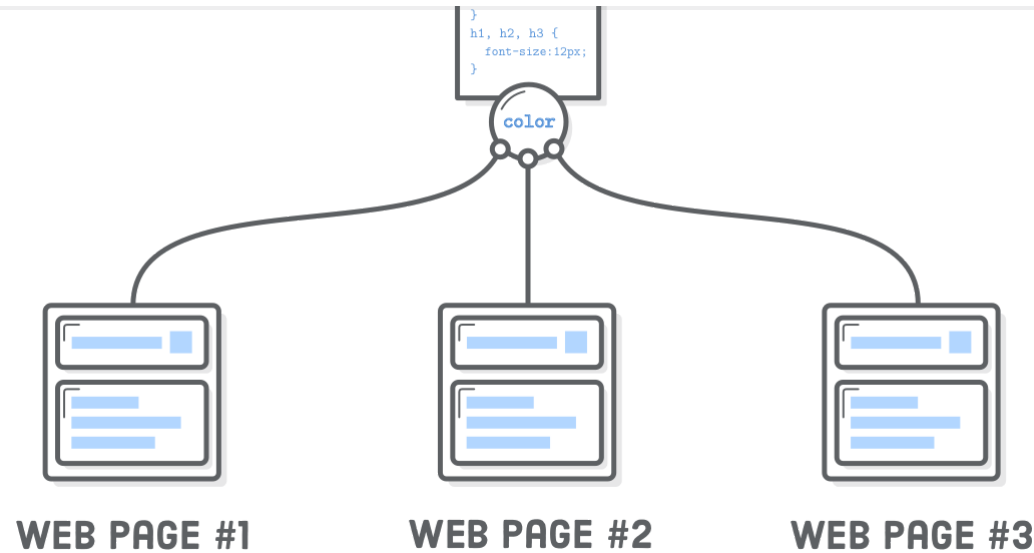 }
h1, h2, h3 {
font-size:12px;
}
color
WEB PAGE #1
WEB PAGE #2
WEB PAGE #3